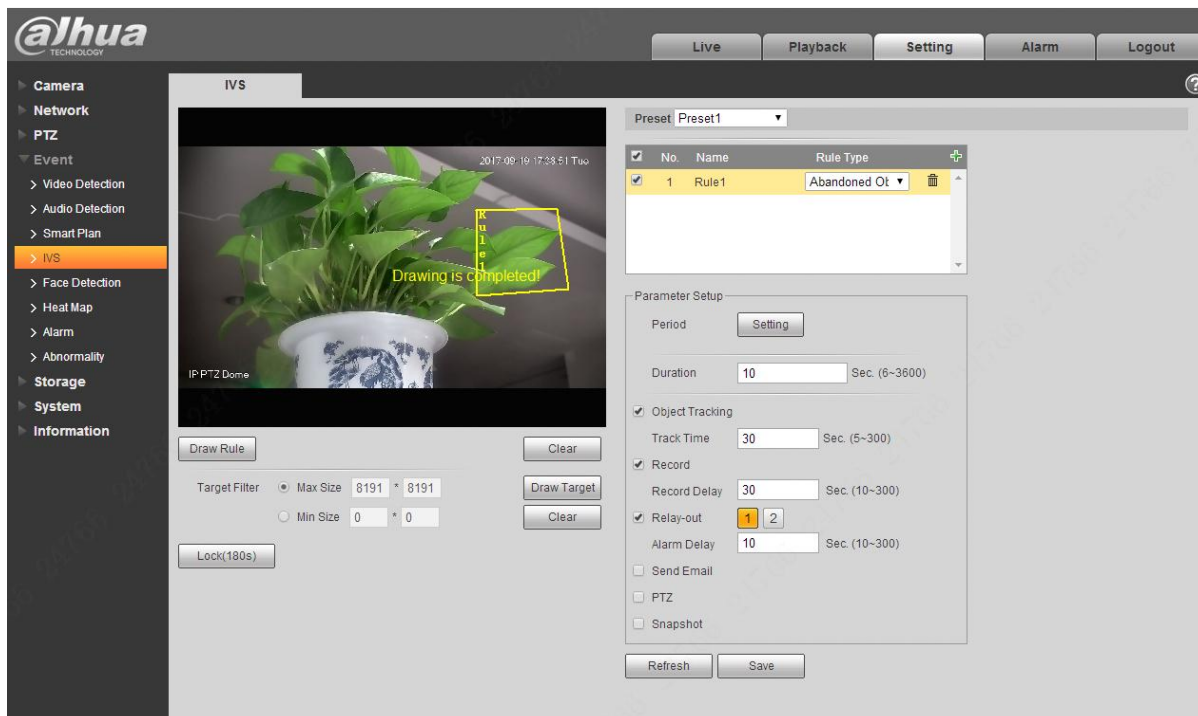 alhua
TECHNOLOGY
Live Playback Setting Alarm Logout
Camera
Network
PTZ
Event
Video Detection
Audio Detection
Smart Plan
IVS
Face Detection
Heat Map
Alarm
Abnormality
Storage
System
Information
IVS
2017-09-19 17:38:51 Tue
Rule1
Drawing is completed!
IP PTZ Dome
Draw Rule Clear
Target Filter Max Size 8191 * 8191 Draw Target
Min Size 0 * 0 Clear
Lock(180s)
Preset Preset1
No. Name Rule Type
1 Rule1 Abandoned Ob
Parameter Setup
Period Setting
Duration 10 Sec. (6~3600)
Object Tracking
Track Time 30 Sec. (5~300)
Record
Record Delay 30 Sec. (10~300)
Relay-out 1 2
Alarm Delay 10 Sec. (10~300)
Send Email
PTZ
Snapshot
Refresh Save